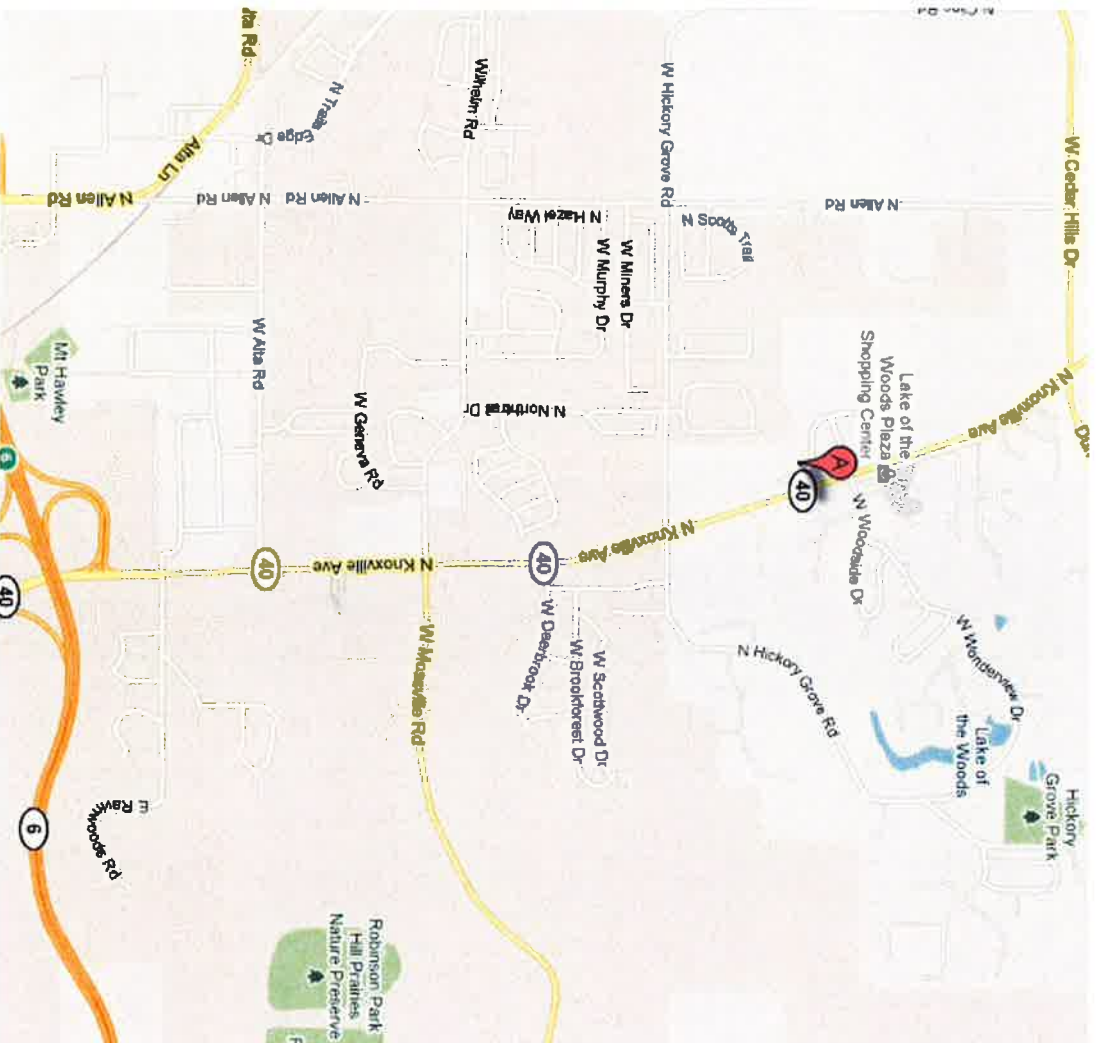 W Cedar Hills Dr
Dun
N Knoxville Ave
Hickory
Grove Park
W Wonderview Dr
Lake of
the Woods
Lake of the
Woods Plaza
Shopping Center
N Allen Rd
W Woodside Dr
A
40
N Hickory Grove Rd
N Scotts Trail
W Hickory Grove Rd
N Knoxville Ave
W Miners Dr
W Murphy Dr
N Hazel Way
W Scottwood Dr
W Brookforest Dr
W Deerbrook Dr
40
Wilhelm Rd
N Northtrail Dr
W Mossville Rd
W Geneva Rd
N Knoxville Ave
Robinson Park
Hill Prairies
Nature Preserve
N Trails Edge Dr
N Allen Rd
N Allen Rd
W Alta Rd
40
Alta Ln
N Allen Rd
Mt Hawley
Park
E Ravinwoods Rd
6
6
40